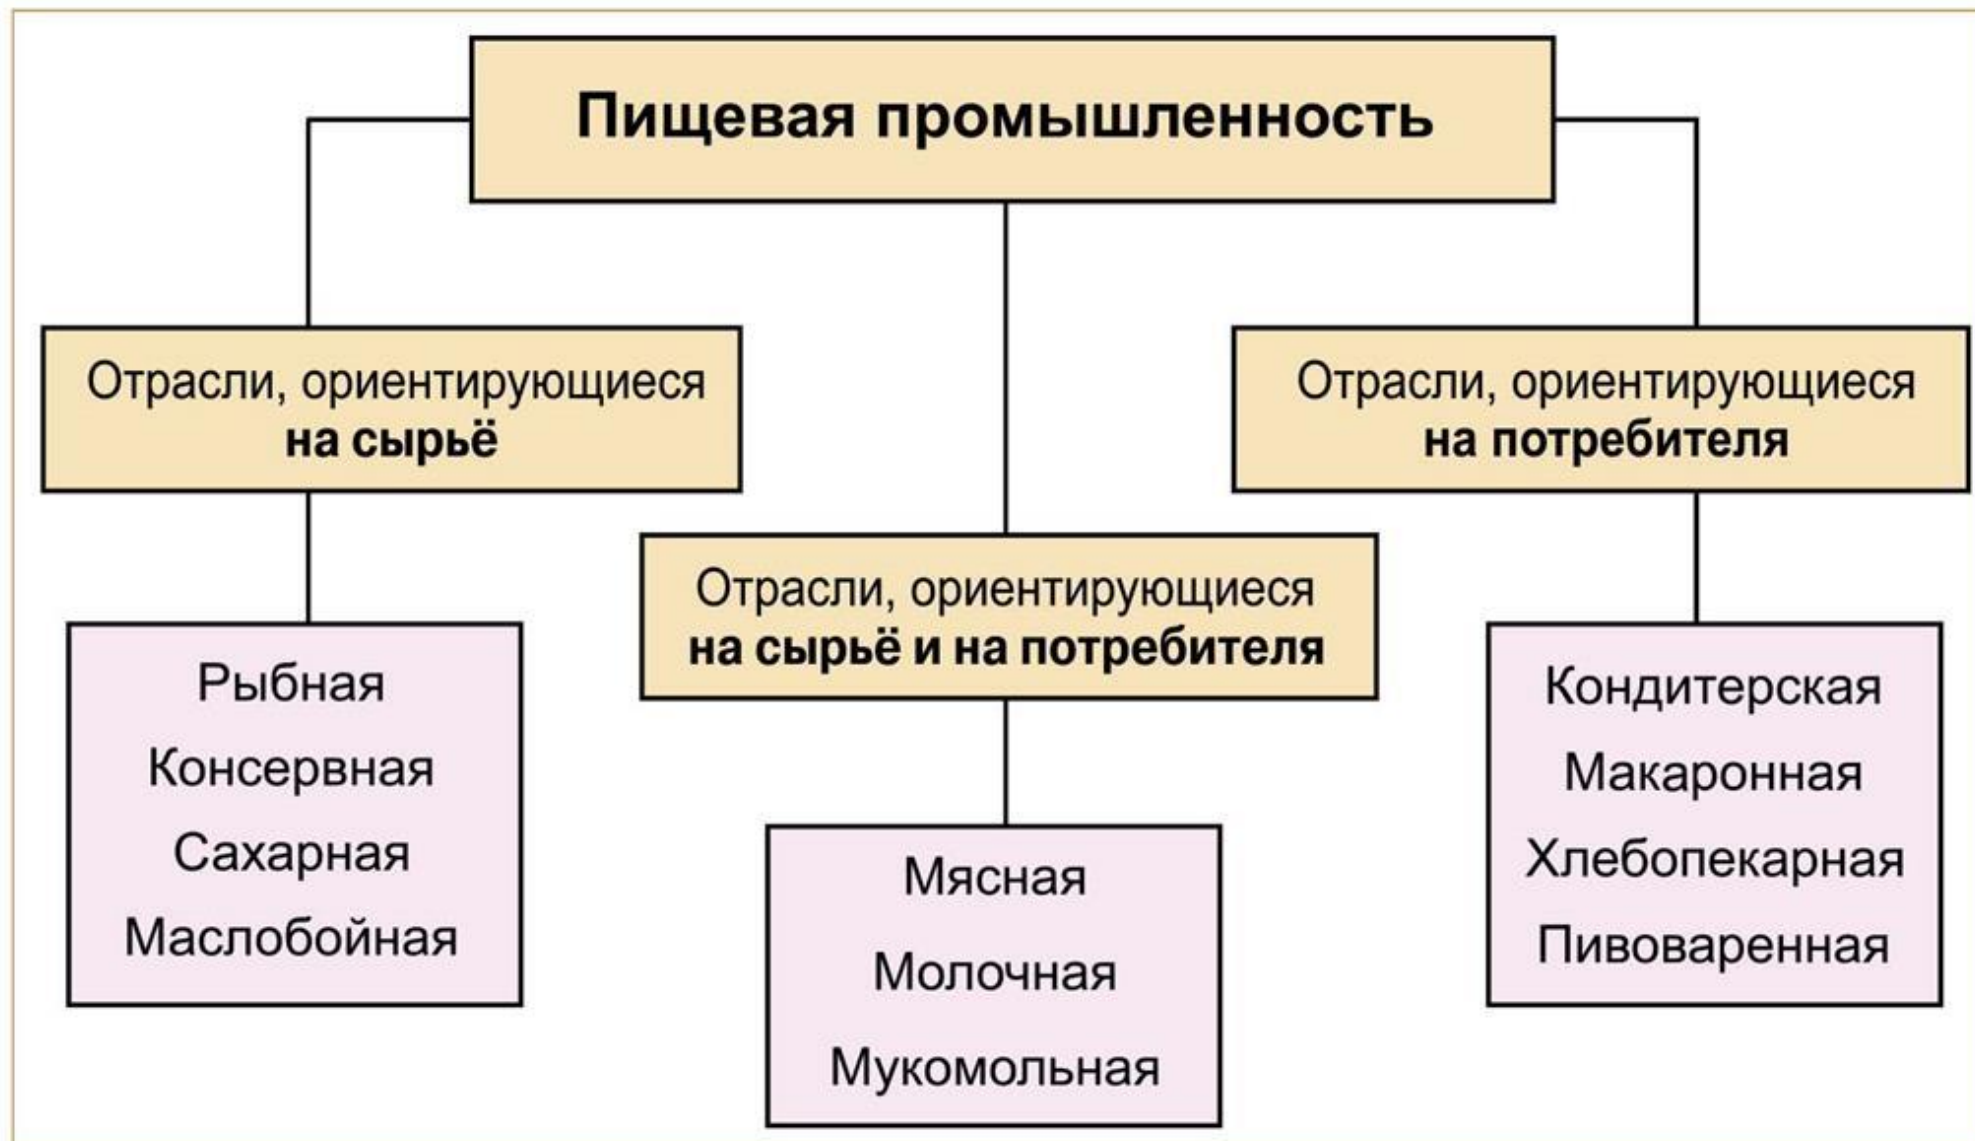 Пищевая промышленность
Отрасли, ориентирующиеся
на сырьё
Рыбная
Консервная
Сахарная
Маслобойная
Отрасли, ориентирующиеся
на сырьё и на потребителя
Мясная
Молочная
Мукомольная
Отрасли, ориентирующиеся
на потребителя
Кондитерская
Макаронная
Хлебопекарная
Пивоваренная